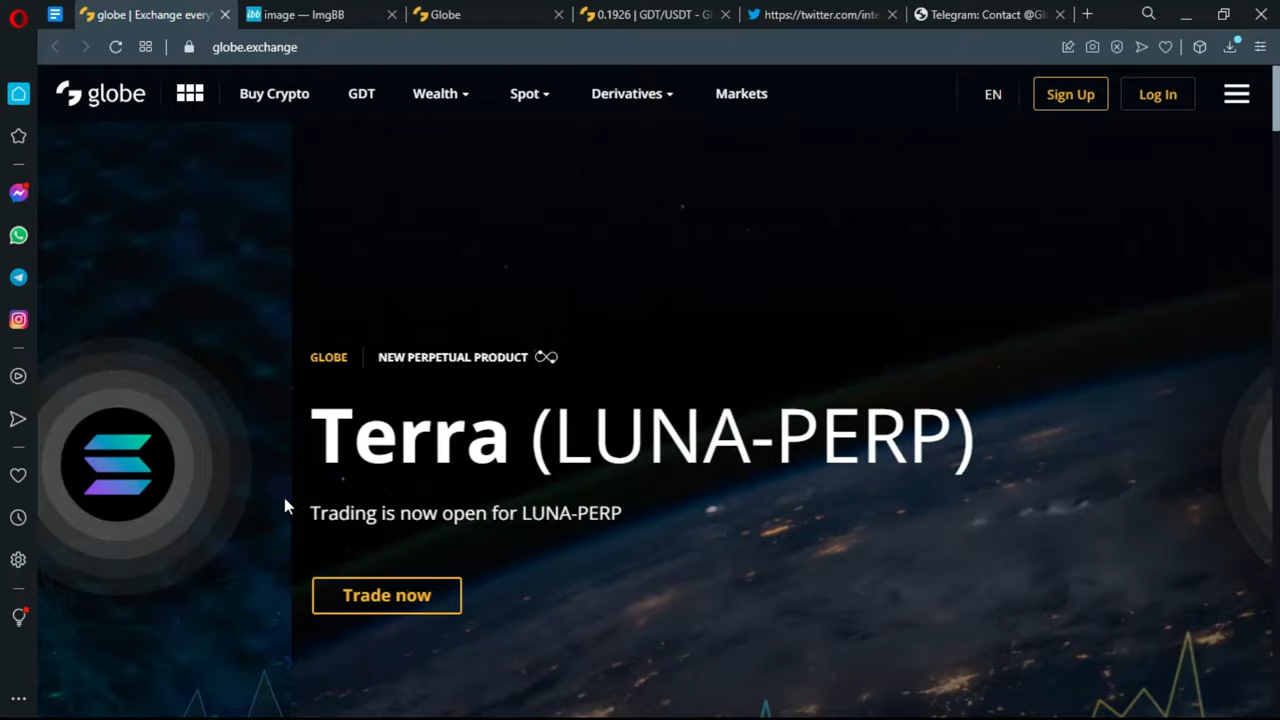 globe | Exchange every
image — ImgBB
Globe
0.1926 | GDT/USDT - Gl
https://twitter.com/inte
Telegram: Contact @Glo
globe.exchange
globe
Buy Crypto
GDT
Wealth
Spot
Derivatives
Markets
EN
Sign Up
Log In
GLOBE
NEW PERPETUAL PRODUCT
Terra (LUNA-PERP)
Trading is now open for LUNA-PERP
Trade now